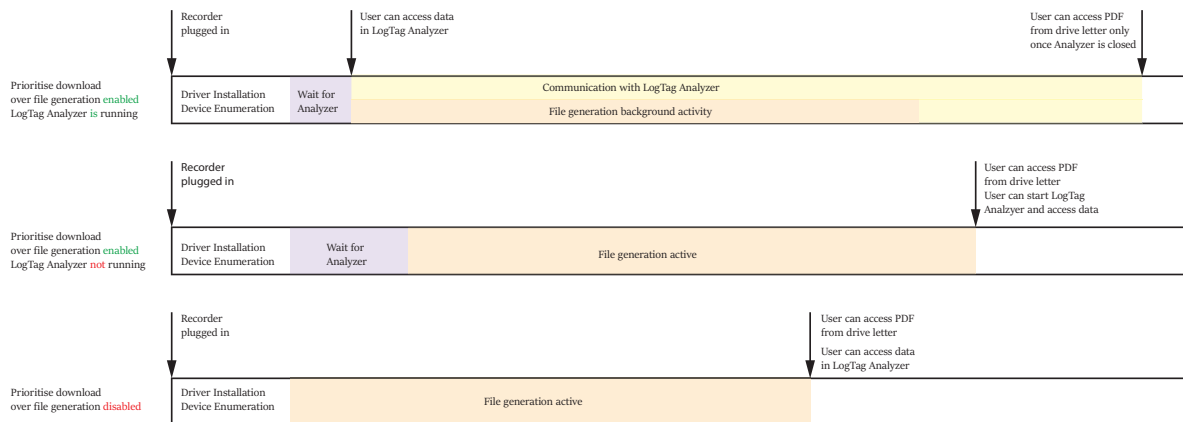 Recorder
plugged in
User can access data
in LogTag Analyzer
User can access PDF
from drive letter only
once Analyzer is closed
Prioritise download
over file generation enabled
LogTag Analyzer is running
Driver Installation
Device Enumeration
Wait for
Analyzer
Communication with LogTag Analyzer
File generation background activity
Recorder
plugged in
User can access PDF
from drive letter
User can start LogTag
Analzyer and access data
Prioritise download
over file generation enabled
LogTag Analyzer not running
Driver Installation
Device Enumeration
Wait for
Analyzer
File generation active
Recorder
plugged in
User can access PDF
from drive letter
User can access data
in LogTag Analyzer
Prioritise download
over file generation disabled
Driver Installation
Device Enumeration
File generation active